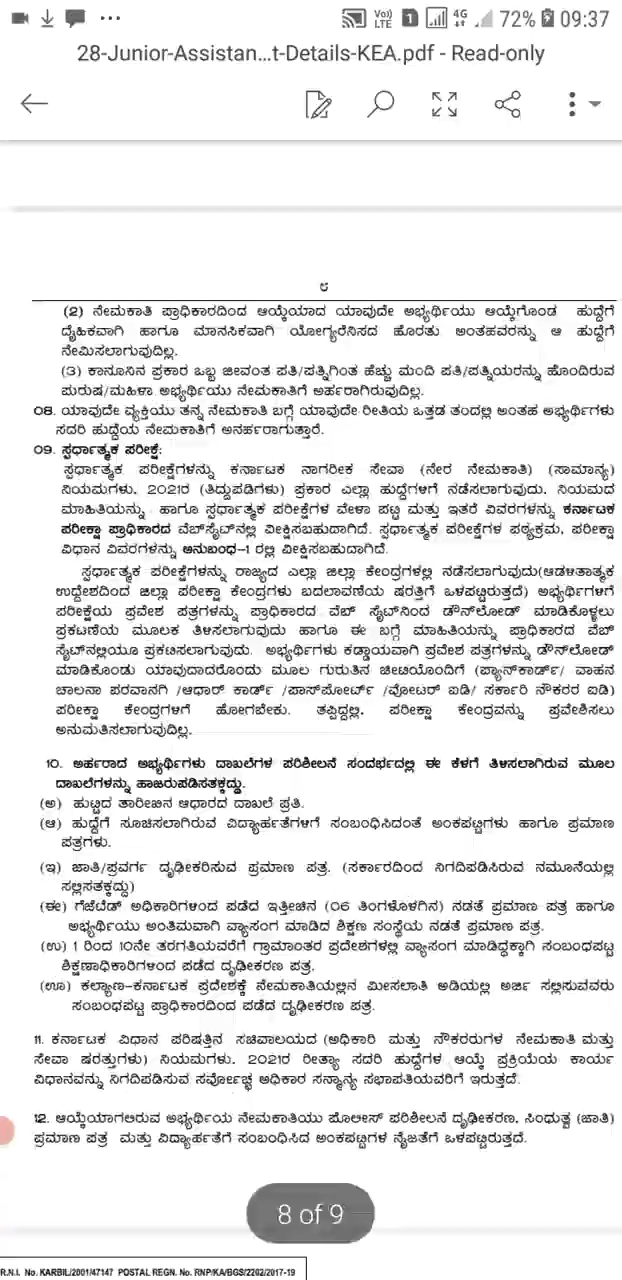 VoLTE 1 4G 72% 09:37
28-Junior-Assistan...t-Details-KEA.pdf - Read-only
೮
(2) ನೇಮಕಾತಿ ಪ್ರಾಧಿಕಾರದಿಂದ ಆಯ್ಕೆಯಾದ ಯಾವುದೇ ಅಭ್ಯರ್ಥಿಯು ಆಯ್ಕೆಗೊಂಡ ಹುದ್ದೆಗೆ
ದೈಹಿಕವಾಗಿ ಹಾಗೂ ಮಾನಸಿಕವಾಗಿ ಯೋಗ್ಯರೆನಿಸದ ಹೊರತು ಅಂತಹವರನ್ನು ಆ ಹುದ್ದೆಗೆ
ನೇಮಿಸಲಾಗುವುದಿಲ್ಲ.
(3) ಕಾನೂನಿನ ಪ್ರಕಾರ ಒಬ್ಬ ಜೀವಂತ ಪತಿ/ಪತ್ನಿಗಿಂತ ಹೆಚ್ಚು ಮಂದಿ ಪತಿ/ಪತ್ನಿಯರನ್ನು ಹೊಂದಿರುವ
ಪುರುಷ/ಮಹಿಳಾ ಅಭ್ಯರ್ಥಿಯು ನೇಮಕಾತಿಗೆ ಅರ್ಹರಾಗಿರುವುದಿಲ್ಲ.
08. ಯಾವುದೇ ವ್ಯಕ್ತಿಯು ತನ್ನ ನೇಮಕಾತಿ ಬಗ್ಗೆ ಯಾವುದೇ ರೀತಿಯ ಒತ್ತಡ ತಂದಲ್ಲಿ ಅಂತಹ ಅಭ್ಯರ್ಥಿಗಳು
ಸದರಿ ಹುದ್ದೆಯ ನೇಮಕಾತಿಗೆ ಅನರ್ಹರಾಗುತ್ತಾರೆ.
09. ಸ್ಪರ್ಧಾತ್ಮಕ ಪರೀಕ್ಷೆ:
ಸ್ಪರ್ಧಾತ್ಮಕ ಪರೀಕ್ಷೆಗಳನ್ನು ಕರ್ನಾಟಕ ನಾಗರೀಕ ಸೇವಾ (ನೇರ ನೇಮಕಾತಿ) (ಸಾಮಾನ್ಯ)
ನಿಯಮಗಳು, 2021ರ (ತಿದ್ದುಪಡಿಗಳು) ಪ್ರಕಾರ ಎಲ್ಲಾ ಹುದ್ದೆಗಳಿಗೆ ನಡೆಸಲಾಗುವುದು. ನಿಯಮದ
ಮಾಹಿತಿಯನ್ನು ಹಾಗೂ ಸ್ಪರ್ಧಾತ್ಮಕ ಪರೀಕ್ಷೆಗಳ ವೇಳಾ ಪಟ್ಟಿ ಮತ್ತು ಇತರೆ ವಿವರಗಳನ್ನು ಕರ್ನಾಟಕ
ಪರೀಕ್ಷಾ ಪ್ರಾಧಿಕಾರದ ವೆಬ್‌ಸೈಟ್‌ನಲ್ಲಿ ವೀಕ್ಷಿಸಬಹುದಾಗಿದೆ. ಸ್ಪರ್ಧಾತ್ಮಕ ಪರೀಕ್ಷೆಗಳ ಪಠ್ಯಕ್ರಮ, ಪರೀಕ್ಷಾ
ವಿಧಾನ ವಿವರಗಳನ್ನು ಅನುಬಂಧ-1 ರಲ್ಲಿ ವೀಕ್ಷಿಸಬಹುದಾಗಿದೆ.
ಸ್ಪರ್ಧಾತ್ಮಕ ಪರೀಕ್ಷೆಗಳನ್ನು ರಾಜ್ಯದ ಎಲ್ಲಾ ಜಿಲ್ಲಾ ಕೇಂದ್ರಗಳಲ್ಲಿ ನಡೆಸಲಾಗುವುದು(ಆಡಳಿತಾತ್ಮಕ
ಉದ್ದೇಶದಿಂದ ಜಿಲ್ಲಾ ಪರೀಕ್ಷಾ ಕೇಂದ್ರಗಳು ಬದಲಾವಣೆಯ ಷರತ್ತಿಗೆ ಒಳಪಟ್ಟಿರುತ್ತದೆ) ಅಭ್ಯರ್ಥಿಗಳಿಗೆ
ಪರೀಕ್ಷೆಯ ಪ್ರವೇಶ ಪತ್ರಗಳನ್ನು ಪ್ರಾಧಿಕಾರದ ವೆಬ್ ಸೈಟ್‌ನಿಂದ ಡೌನ್‌ಲೋಡ್ ಮಾಡಿಕೊಳ್ಳಲು
ಪ್ರಕಟಣೆಯ ಮೂಲಕ ತಿಳಿಸಲಾಗುವುದು ಹಾಗೂ ಈ ಬಗ್ಗೆ ಮಾಹಿತಿಯನ್ನು ಪ್ರಾಧಿಕಾರದ ವೆಬ್
ಸೈಟ್‌ನಲ್ಲಿಯೂ ಪ್ರಕಟಿಸಲಾಗುವುದು. ಅಭ್ಯರ್ಥಿಗಳು ಕಡ್ಡಾಯವಾಗಿ ಪ್ರವೇಶ ಪತ್ರಗಳನ್ನು ಡೌನ್‌ಲೋಡ್
ಮಾಡಿಕೊಂಡು ಯಾವುದಾದರೊಂದು ಮೂಲ ಗುರುತಿನ ಚೀಟಿಯೊಂದಿಗೆ (ಪ್ಯಾನ್‌ಕಾರ್ಡ್/ ವಾಹನ
ಚಾಲನಾ ಪರವಾನಗಿ /ಆಧಾರ್ ಕಾರ್ಡ್ /ಪಾಸ್‌ಪೋರ್ಟ್ /ವೋಟರ್ ಐಡಿ/ ಸರ್ಕಾರಿ ನೌಕರರ ಐಡಿ)
ಪರೀಕ್ಷಾ ಕೇಂದ್ರಗಳಿಗೆ ಹೋಗಬೇಕು. ತಪ್ಪಿದ್ದಲ್ಲಿ, ಪರೀಕ್ಷಾ ಕೇಂದ್ರವನ್ನು ಪ್ರವೇಶಿಸಲು
ಅನುಮತಿಸಲಾಗುವುದಿಲ್ಲ.
10. ಅರ್ಹರಾದ ಅಭ್ಯರ್ಥಿಗಳು ದಾಖಲೆಗಳ ಪರಿಶೀಲನೆ ಸಂದರ್ಭದಲ್ಲಿ ಈ ಕೆಳಗೆ ತಿಳಿಸಲಾಗಿರುವ ಮೂಲ
ದಾಖಲೆಗಳನ್ನು ಹಾಜರುಪಡಿಸತಕ್ಕದ್ದು.
(ಅ) ಹುಟ್ಟಿದ ತಾರೀಖಿನ ಆಧಾರದ ದಾಖಲೆ ಪ್ರತಿ.
(ಆ) ಹುದ್ದೆಗೆ ಸೂಚಿಸಲಾಗಿರುವ ವಿದ್ಯಾರ್ಹತೆಗಳಿಗೆ ಸಂಬಂಧಿಸಿದಂತೆ ಅಂಕಪಟ್ಟಿಗಳು ಹಾಗೂ ಪ್ರಮಾಣ
ಪತ್ರಗಳು.
(ಇ) ಜಾತಿ/ಪ್ರವರ್ಗ ದೃಢೀಕರಿಸುವ ಪ್ರಮಾಣ ಪತ್ರ. (ಸರ್ಕಾರದಿಂದ ನಿಗದಿಪಡಿಸಿರುವ ನಮೂನೆಯಲ್ಲಿ
ಸಲ್ಲಿಸತಕ್ಕದ್ದು)
(ಈ) ಗೆಜೆಟೆಡ್ ಅಧಿಕಾರಿಗಳಿಂದ ಪಡೆದ ಇತ್ತೀಚಿನ (06 ತಿಂಗಳೊಳಗಿನ) ನಡತೆ ಪ್ರಮಾಣ ಪತ್ರ ಹಾಗೂ
ಅಭ್ಯರ್ಥಿಯು ಅಂತಿಮವಾಗಿ ವ್ಯಾಸಂಗ ಮಾಡಿದ ಶಿಕ್ಷಣ ಸಂಸ್ಥೆಯ ನಡತೆ ಪ್ರಮಾಣ ಪತ್ರ.
(ಉ) 1 ರಿಂದ 10ನೇ ತರಗತಿಯವರೆಗೆ ಗ್ರಾಮಾಂತರ ಪ್ರದೇಶಗಳಲ್ಲಿ ವ್ಯಾಸಂಗ ಮಾಡಿದ್ದಕ್ಕಾಗಿ ಸಂಬಂಧಪಟ್ಟ
ಶಿಕ್ಷಣಾಧಿಕಾರಿಗಳಿಂದ ಪಡೆದ ದೃಢೀಕರಣ ಪತ್ರ.
(ಊ) ಕಲ್ಯಾಣ-ಕರ್ನಾಟಕ ಪ್ರದೇಶಕ್ಕೆ ನೇಮಕಾತಿಯಲ್ಲಿನ ಮೀಸಲಾತಿ ಅಡಿಯಲ್ಲಿ ಅರ್ಜಿ ಸಲ್ಲಿಸುವವರು
ಸಂಬಂಧಪಟ್ಟ ಪ್ರಾಧಿಕಾರದಿಂದ ಪಡೆದ ದೃಢೀಕರಣ ಪತ್ರ.
11. ಕರ್ನಾಟಕ ವಿಧಾನ ಪರಿಷತ್ತಿನ ಸಚಿವಾಲಯದ (ಅಧಿಕಾರಿ ಮತ್ತು ನೌಕರರುಗಳ ನೇಮಕಾತಿ ಮತ್ತು
ಸೇವಾ ಷರತ್ತುಗಳು) ನಿಯಮಗಳು, 2021ರ ರೀತ್ಯಾ ಸದರಿ ಹುದ್ದೆಗಳ ಆಯ್ಕೆ ಪ್ರಕ್ರಿಯೆಯ ಕಾರ್ಯ
ವಿಧಾನವನ್ನು ನಿಗದಿಪಡಿಸುವ ಸರ್ವೋಚ್ಛ ಅಧಿಕಾರ ಸನ್ಮಾನ್ಯ ಸಭಾಪತಿಯವರಿಗೆ ಇರುತ್ತದೆ.
12. ಆಯ್ಕೆಯಾಗಲಿರುವ ಅಭ್ಯರ್ಥಿಯ ನೇಮಕಾತಿಯು ಪೊಲೀಸ್ ಪರಿಶೀಲನೆ ದೃಢೀಕರಣ, ಸಿಂಧುತ್ವ (ಜಾತಿ)
ಪ್ರಮಾಣ ಪತ್ರ ಮತ್ತು ವಿದ್ಯಾರ್ಹತೆಗೆ ಸಂಬಂಧಿಸಿದ ಅಂಕಪಟ್ಟಿಗಳ ನೈಜತೆಗೆ ಒಳಪಟ್ಟಿರುತ್ತದೆ.
8 of 9
R.N.I. No. KARBIL/2001/47147 POSTAL REGN. No. RNP/KA/BGS/2202/2017-19